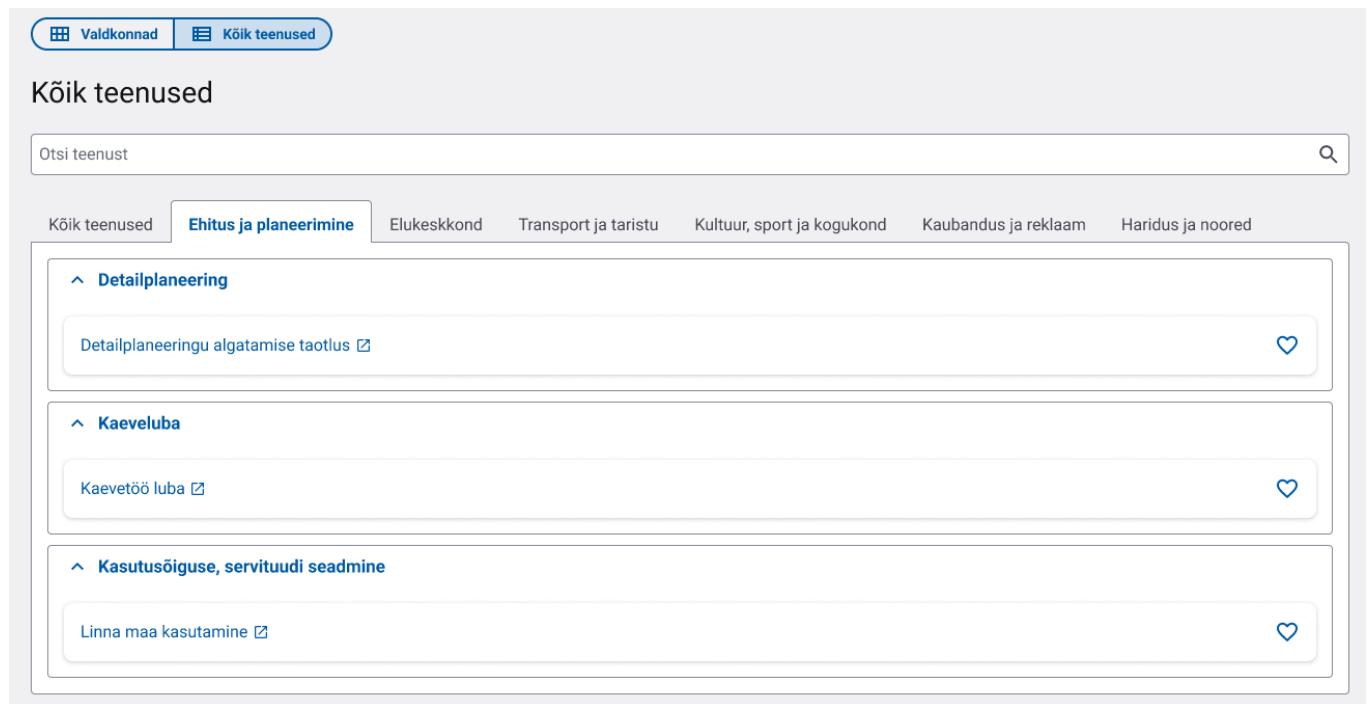 Valdkonnad Kõik teenused
Kõik teenused
Otsi teenust
Kõik teenused Ehitus ja planeerimine Elukeskkond Transport ja taristu Kultuur, sport ja kogukond Kaubandus ja reklaam Haridus ja noored
Detailplaneering
Detailplaneeringu algatamise taotlus
Kaeveluba
Kaevetöö luba
Kasutusõiguse, servituudi seadmine
Linna maa kasutamine